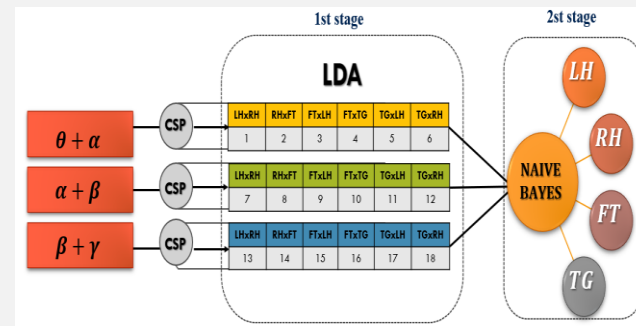 1st stage
2nd stage
LDA
θ + α
CSP
LHxRH RHxFT FTxLH FTxTG TGxLH TGxRH
1 2 3 4 5 6
α + β
CSP
LHxRH RHxFT FTxLH FTxTG TGxLH TGxRH
7 8 9 10 11 12
β + γ
CSP
LHxRH RHxFT FTxLH FTxTG TGxLH TGxRH
13 14 15 16 17 18
NAIVE
BAYES
LH
RH
FT
TG